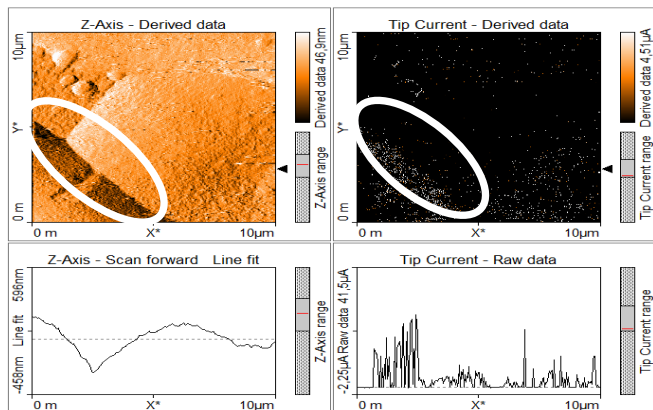 Z-Axis - Derived data
10µm
Y*
0 m
0 m
X*
10µm
Derived data 46,9nm
Z-Axis range
Tip Current - Derived data
10µm
Y*
0 m
0 m
X*
10µm
Derived data 4,51µA
Tip Current range
Z-Axis - Scan forward Line fit
598nm
Line fit
-458nm
0 m
X*
10µm
Z-Axis range
Tip Current - Raw data
41,5µA
Raw data
-2,25µA
0 m
X*
10µm
Tip Current range